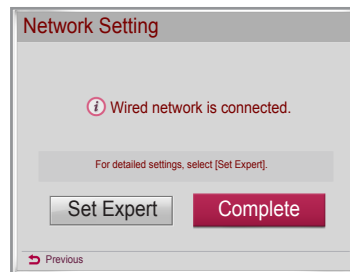 Network Setting
Wired network is connected.
For detailed settings, select [Set Expert].
Set Expert
Complete
Previous